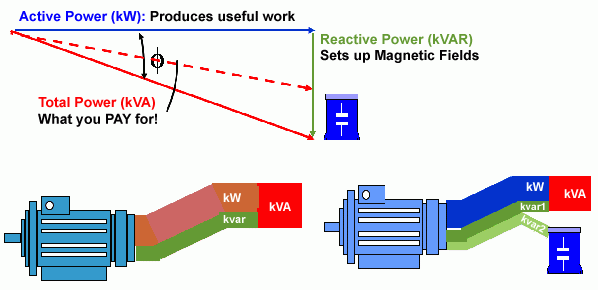 Active Power (kW): Produces useful work
Reactive Power (kVAR)
Sets up Magnetic Fields
ϕ
Total Power (kVA)
What you PAY for!
kW
kVA
kvar
kW
kVA
kvar1
kvar2